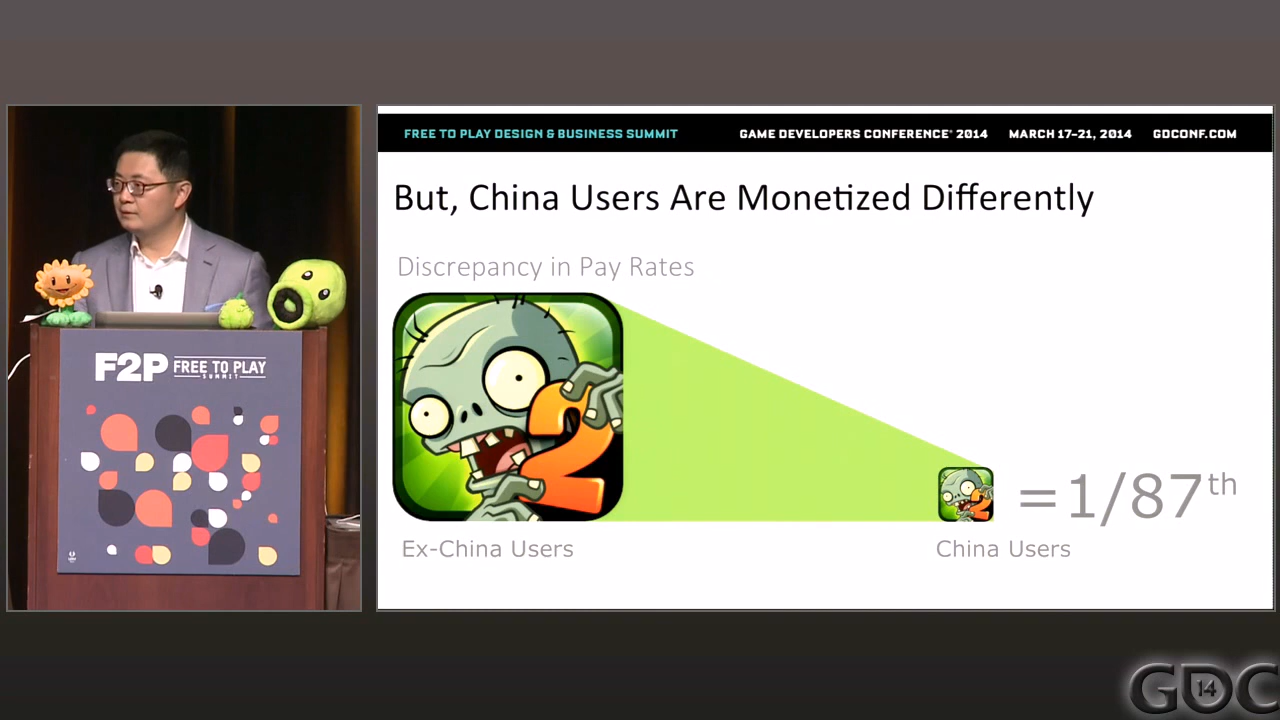 FREE TO PLAY DESIGN & BUSINESS SUMMIT
GAME DEVELOPERS CONFERENCE® 2014 MARCH 17–21, 2014 GDCONF.COM
But, China Users Are Monetized Differently
Discrepancy in Pay Rates
2
2
=1/87th
Ex-China Users
China Users
F2P FREE TO PLAY
SUMMIT
GDC
14